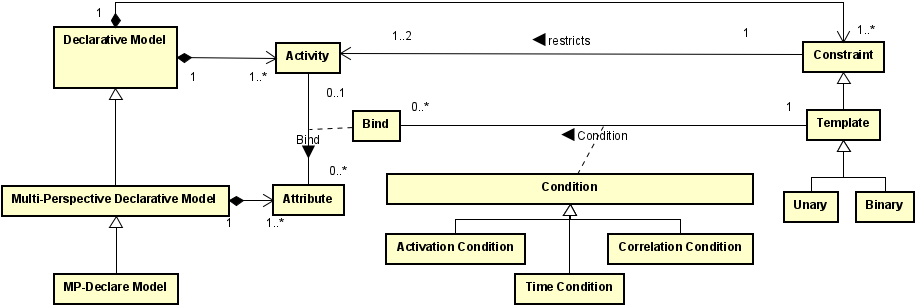 1
Declarative Model
1
1..*
Activity
1..2
restricts
1
1..*
Constraint
0..1
Bind
0..*
Bind
0..*
Condition
1
Template
Multi-Perspective Declarative Model
1
1..*
Attribute
Condition
Unary
Binary
Activation Condition
Correlation Condition
MP-Declare Model
Time Condition